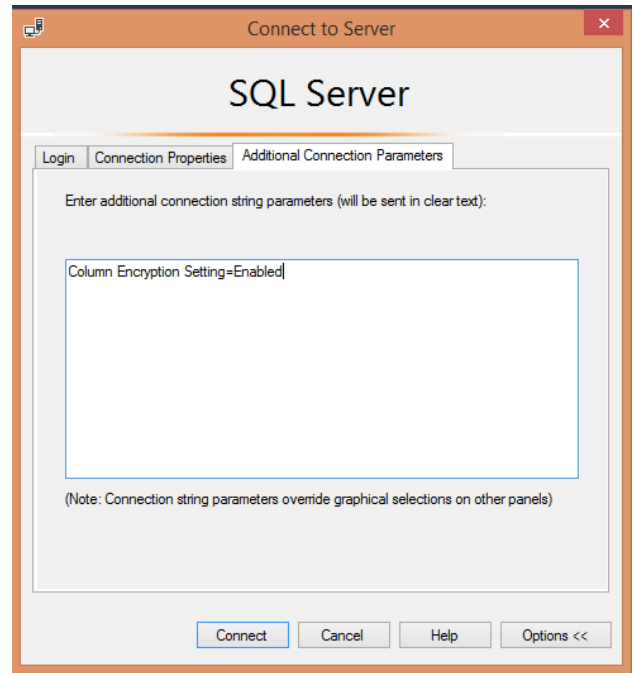 Connect to Server
SQL Server
Login Connection Properties Additional Connection Parameters
Enter additional connection string parameters (will be sent in clear text):
Column Encryption Setting=Enabled
(Note: Connection string parameters override graphical selections on other panels)
Connect Cancel Help Options <<